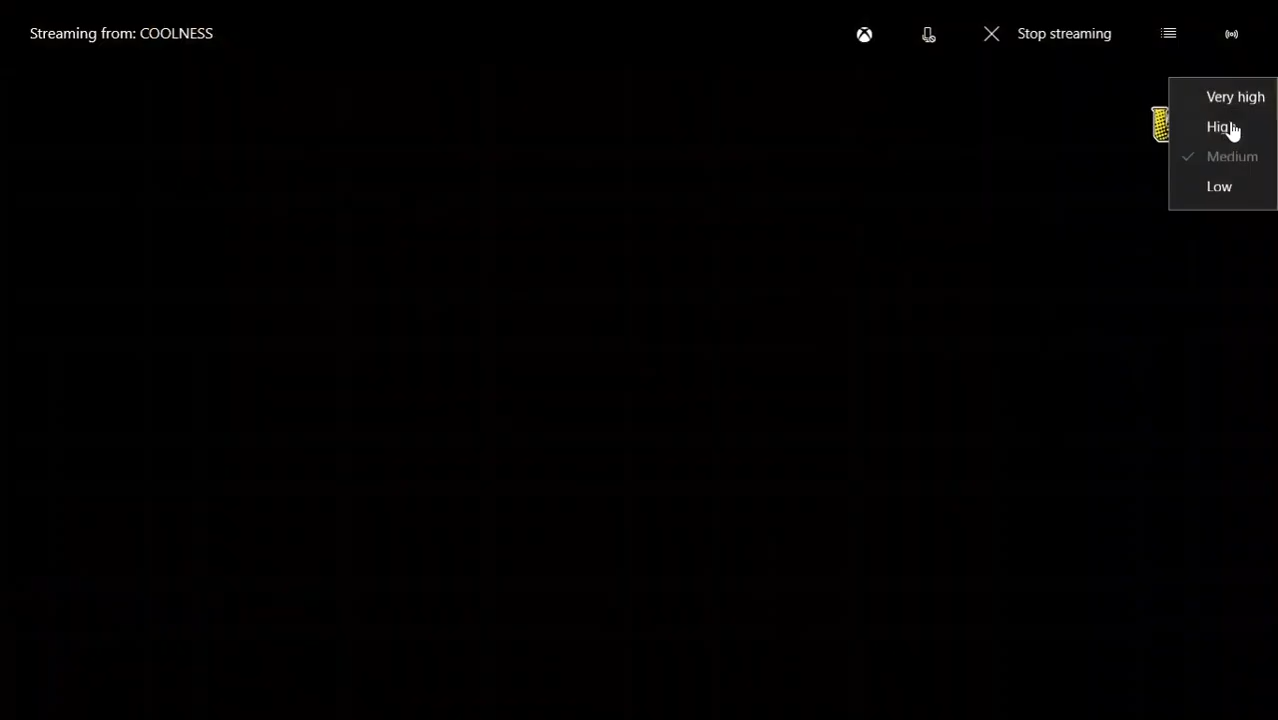 Streaming from: COOLNESS
Stop streaming
Very high
High
Medium
Low